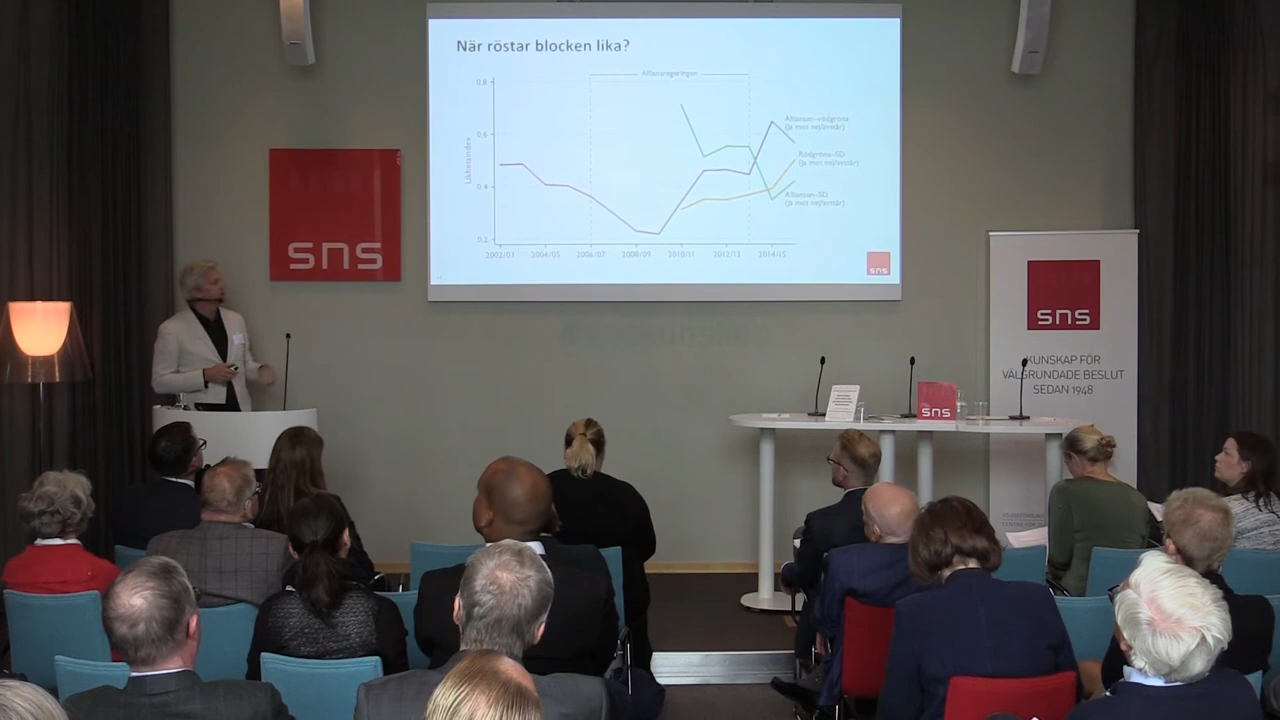 När röstar blocken lika?
Alliansregeringen
0,8
0,6
0,4
0,2
Likhetsindex
2002/03 2004/05 2006/07 2008/09 2010/11 2012/13 2014/15
Alliansen–rödgröna
(ja mot nej/avstår)
Rödgröna–SD
(ja mot nej/avstår)
Alliansen–SD
(ja mot nej/avstår)
sns
sns
sns
KUNSKAP FÖR
VÄLGRUNDADE BESLUT
SEDAN 1948
sns